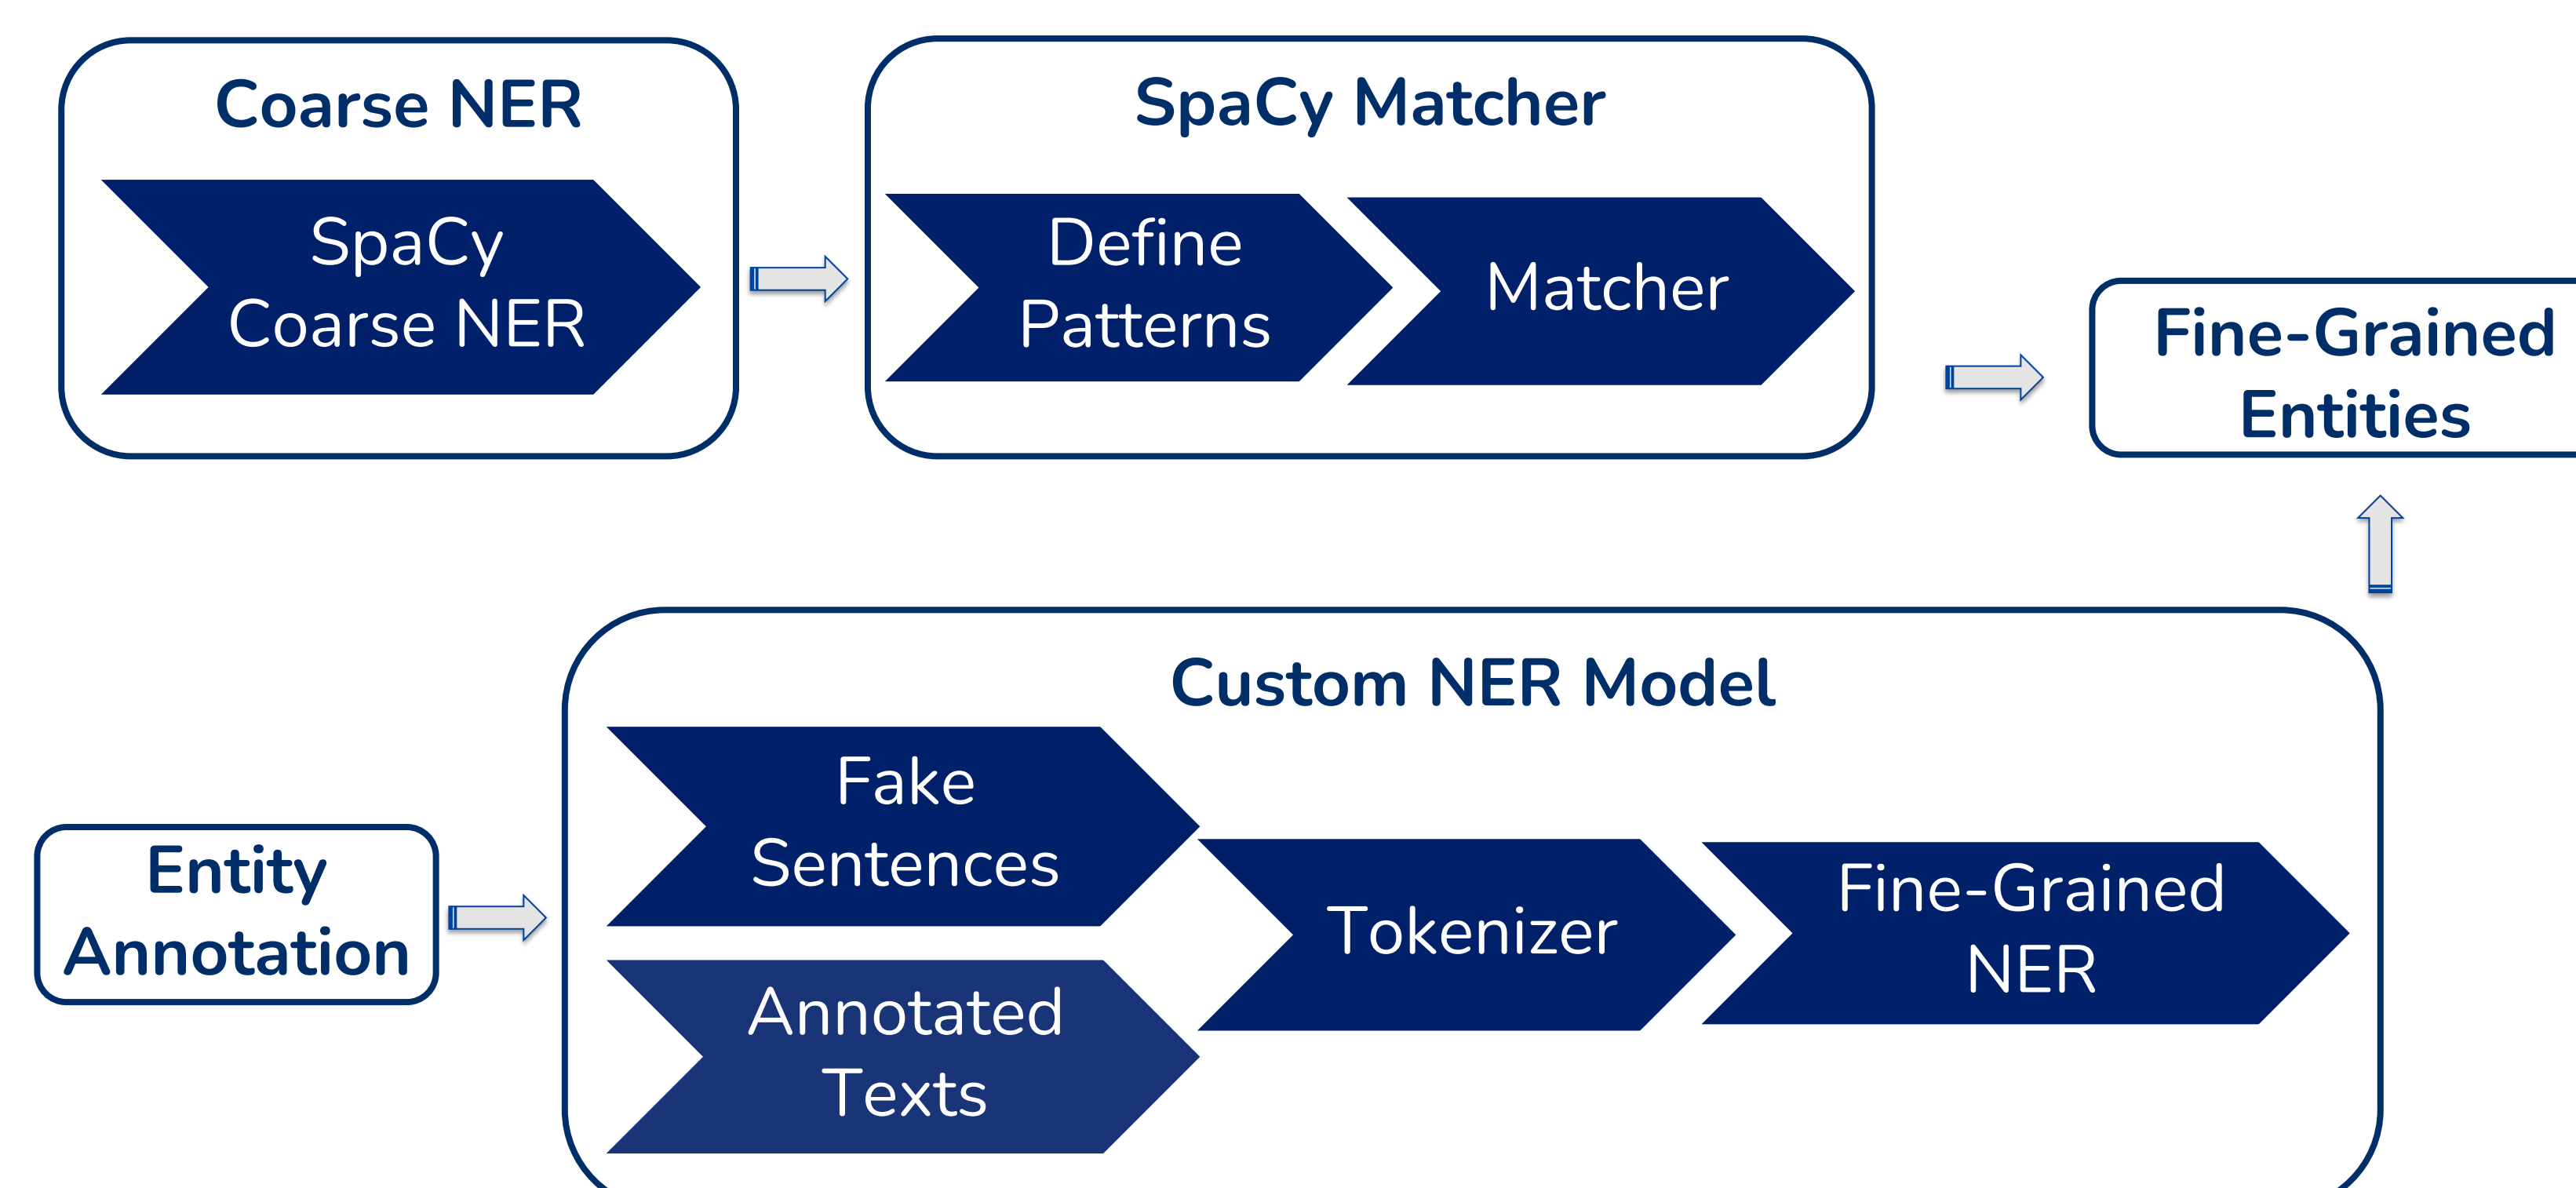 Coarse NER
SpaCy
Coarse NER
SpaCy Matcher
Define
Patterns
Matcher
Fine-Grained
Entities
Entity
Annotation
Custom NER Model
Fake
Sentences
Annotated
Texts
Tokenizer
Fine-Grained
NER